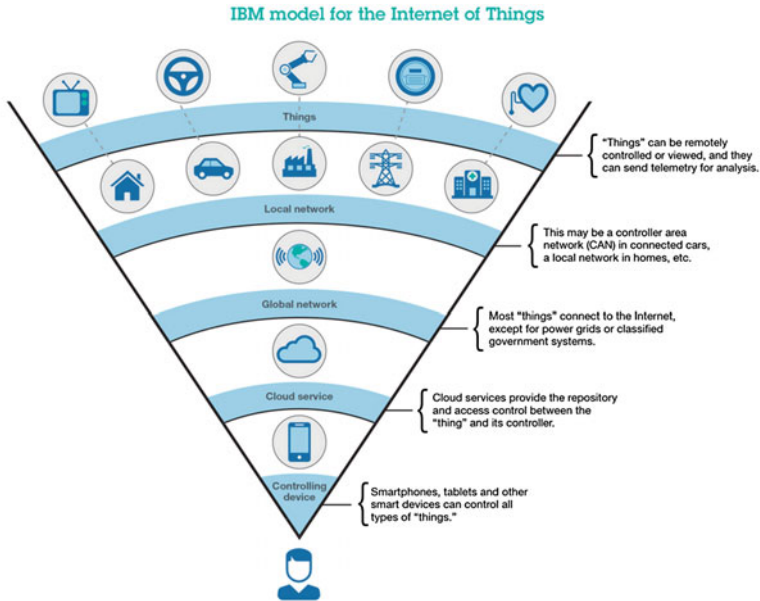 IBM model for the Internet of Things
Things
"Things" can be remotely
controlled or viewed, and they
can send telemetry for analysis.
Local network
This may be a controller area
network (CAN) in connected cars,
a local network in homes, etc.
Global network
Most "things" connect to the Internet,
except for power grids or classified
government systems.
Cloud service
Cloud services provide the repository
and access control between the
"thing" and its controller.
Controlling
device
Smartphones, tablets and other
smart devices can control all
types of "things."